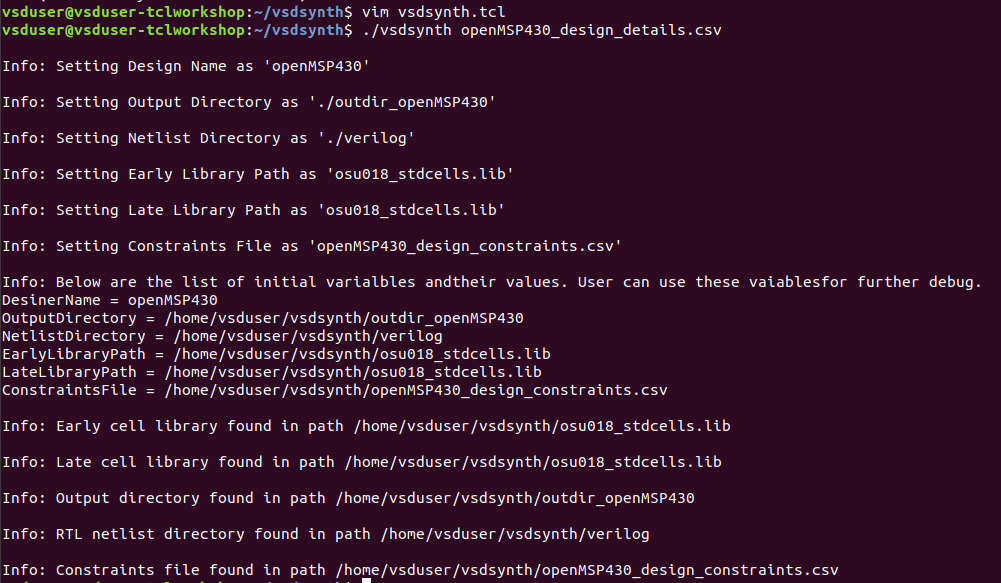 vsduser@vsduser-tclworkshop:~/vsdsynth$ vim vsdsynth.tcl
vsduser@vsduser-tclworkshop:~/vsdsynth$ ./vsdsynth openMSP430_design_details.csv
Info: Setting Design Name as 'openMSP430'
Info: Setting Output Directory as './outdir_openMSP430'
Info: Setting Netlist Directory as './verilog'
Info: Setting Early Library Path as 'osu018_stdcells.lib'
Info: Setting Late Library Path as 'osu018_stdcells.lib'
Info: Setting Constraints File as 'openMSP430_design_constraints.csv'
Info: Below are the list of initial varialbles andtheir values. User can use these vaiablesfor further debug.
DesinerName = openMSP430
OutputDirectory = /home/vsduser/vsdsynth/outdir_openMSP430
NetlistDirectory = /home/vsduser/vsdsynth/verilog
EarlyLibraryPath = /home/vsduser/vsdsynth/osu018_stdcells.lib
LateLibraryPath = /home/vsduser/vsdsynth/osu018_stdcells.lib
ConstraintsFile = /home/vsduser/vsdsynth/openMSP430_design_constraints.csv
Info: Early cell library found in path /home/vsduser/vsdsynth/osu018_stdcells.lib
Info: Late cell library found in path /home/vsduser/vsdsynth/osu018_stdcells.lib
Info: Output directory found in path /home/vsduser/vsdsynth/outdir_openMSP430
Info: RTL netlist directory found in path /home/vsduser/vsdsynth/verilog
Info: Constraints file found in path /home/vsduser/vsdsynth/openMSP430_design_constraints.csv